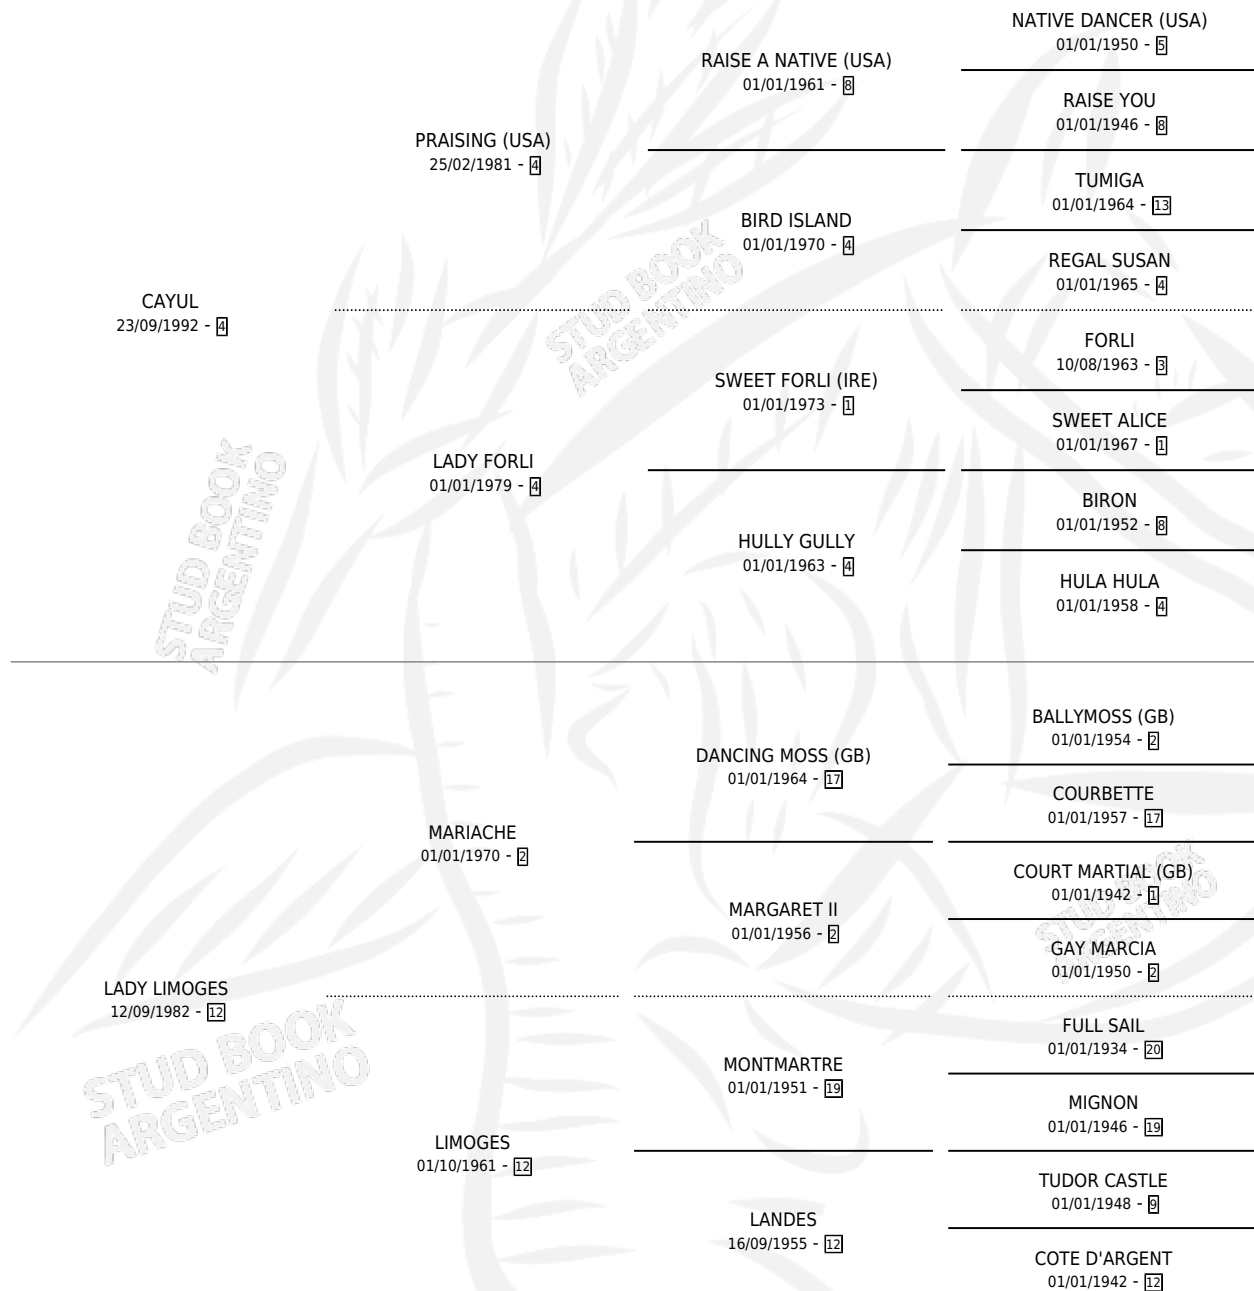 NATIVE DANCER (USA)
01/01/1950 - 5
RAISE A NATIVE (USA)
01/01/1961 - 8
RAISE YOU
01/01/1946 - 8
PRAISING (USA)
25/02/1981 - 4
TUMIGA
01/01/1964 - 13
BIRD ISLAND
01/01/1970 - 4
REGAL SUSAN
01/01/1965 - 4
CAYUL
23/09/1992 - 4
FORLI
10/08/1963 - 3
SWEET FORLI (IRE)
01/01/1973 - 1
SWEET ALICE
01/01/1967 - 1
LADY FORLI
01/01/1979 - 4
BIRON
01/01/1952 - 8
HULLY GULLY
01/01/1963 - 4
HULA HULA
01/01/1958 - 4
BALLYMOSS (GB)
01/01/1954 - 2
DANCING MOSS (GB)
01/01/1964 - 17
COURBETTE
01/01/1957 - 17
MARIACHE
01/01/1970 - 2
COURT MARTIAL (GB)
01/01/1942 - 1
MARGARET II
01/01/1956 - 2
GAY MARCIA
01/01/1950 - 2
LADY LIMOGES
12/09/1982 - 12
FULL SAIL
01/01/1934 - 20
MONTMARTRE
01/01/1951 - 19
MIGNON
01/01/1946 - 19
LIMOGES
01/10/1961 - 12
TUDOR CASTLE
01/01/1948 - 9
LANDES
16/09/1955 - 12
COTE D'ARGENT
01/01/1942 - 12
STUD BOOK
ARGENTINO
STUD BOOK
ARGENTINO
STUD BOOK
ARGENTINO
STUD BOOK
ARGENTINO